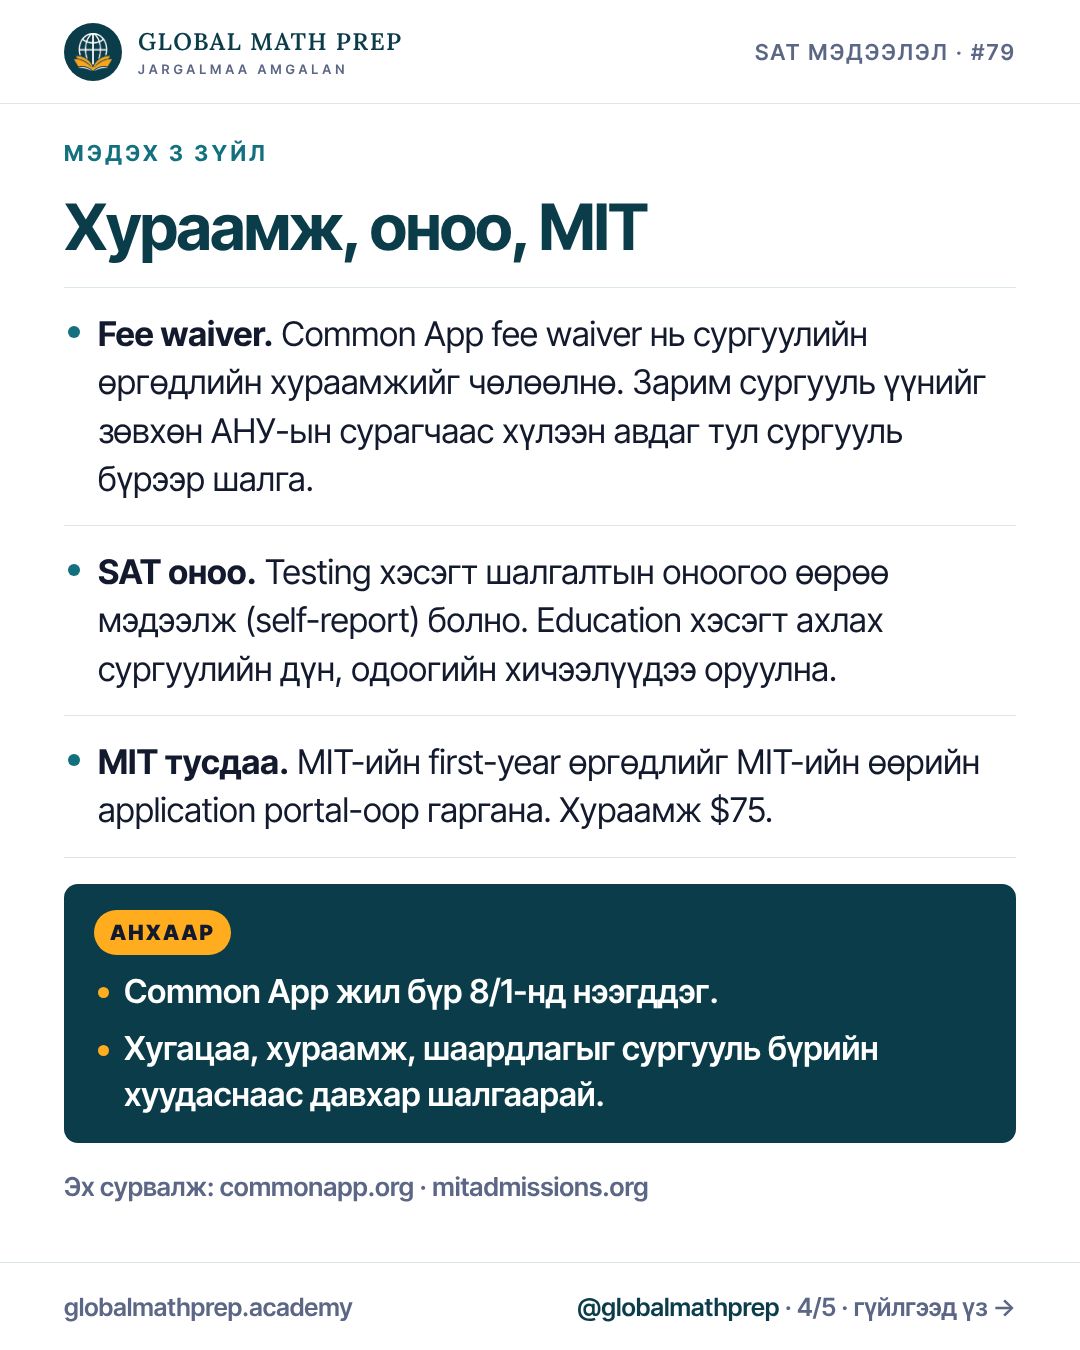 GLOBAL MATH PREP
JARGALMAA AMGALAN
SAT МЭДЭЭЛЭЛ · #79
МЭДЭХ 3 ЗҮЙЛ
Хураамж, оноо, MIT
• Fee waiver. Common App fee waiver нь сургуулийн
өргөдлийн хураамжийг чөлөөлнө. Зарим сургууль үүнийг
зөвхөн АНУ-ын сурагчаас хүлээн авдаг тул сургууль
бүрээр шалга.
• SAT оноо. Testing хэсэгт шалгалтын оноогоо өөрөө
мэдээлж (self-report) болно. Education хэсэгт ахлах
сургуулийн дүн, одоогийн хичээлүүдээ оруулна.
• MIT тусдаа. MIT-ийн first-year өргөдлийг MIT-ийн өөрийн
application portal-оор гаргана. Хураамж $75.
АНХААР
• Common App жил бүр 8/1-нд нээгддэг.
• Хугацаа, хураамж, шаардлагыг сургууль бүрийн
хуудаснаас давхар шалгаарай.
Эх сурвалж: commonapp.org · mitadmissions.org
globalmathprep.academy
@globalmathprep · 4/5 · гүйлгээд үз →